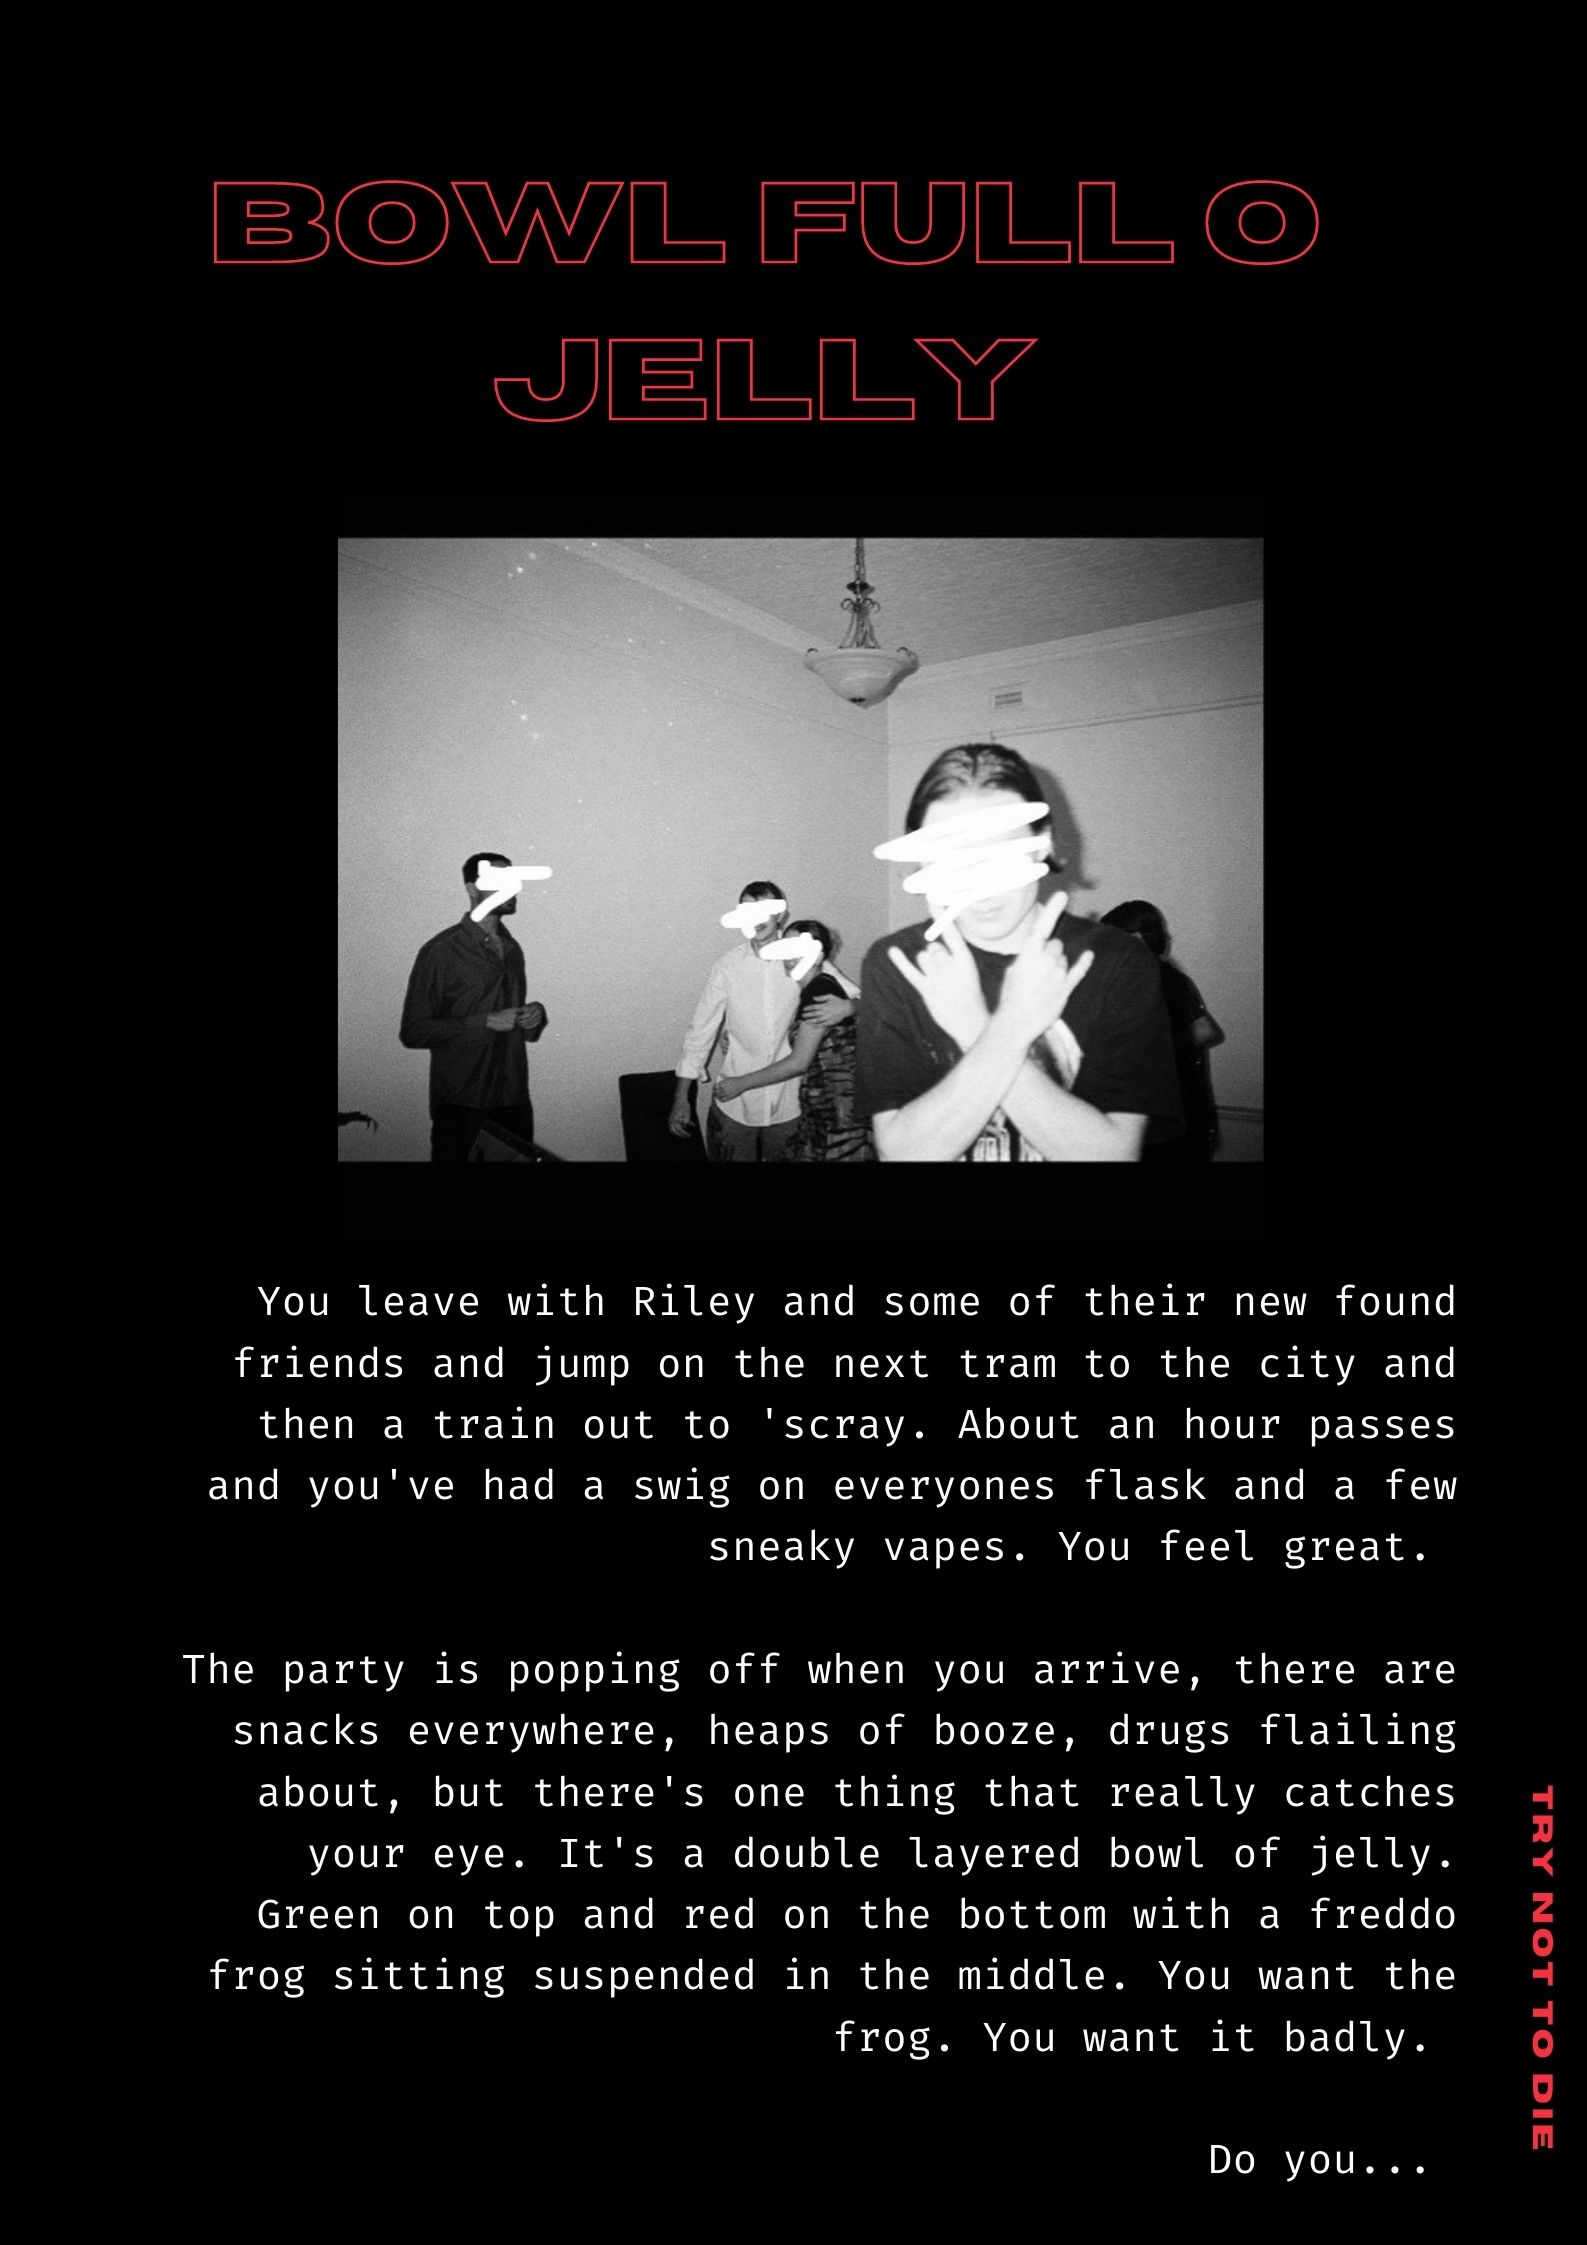 BOWL FULL O
JELLY
You leave with Riley and some of their new found
friends and jump on the next tram to the city and
then a train out to 'scray. About an hour passes
and you've had a swig on everyones flask and a few
sneaky vapes. You feel great.
The party is popping off when you arrive, there are
snacks everywhere, heaps of booze, drugs flailing
about, but there's one thing that really catches
your eye. It's a double layered bowl of jelly.
Green on top and red on the bottom with a freddo
frog sitting suspended in the middle. You want the
frog. You want it badly.
Do you...
TRY NOT TO DIE